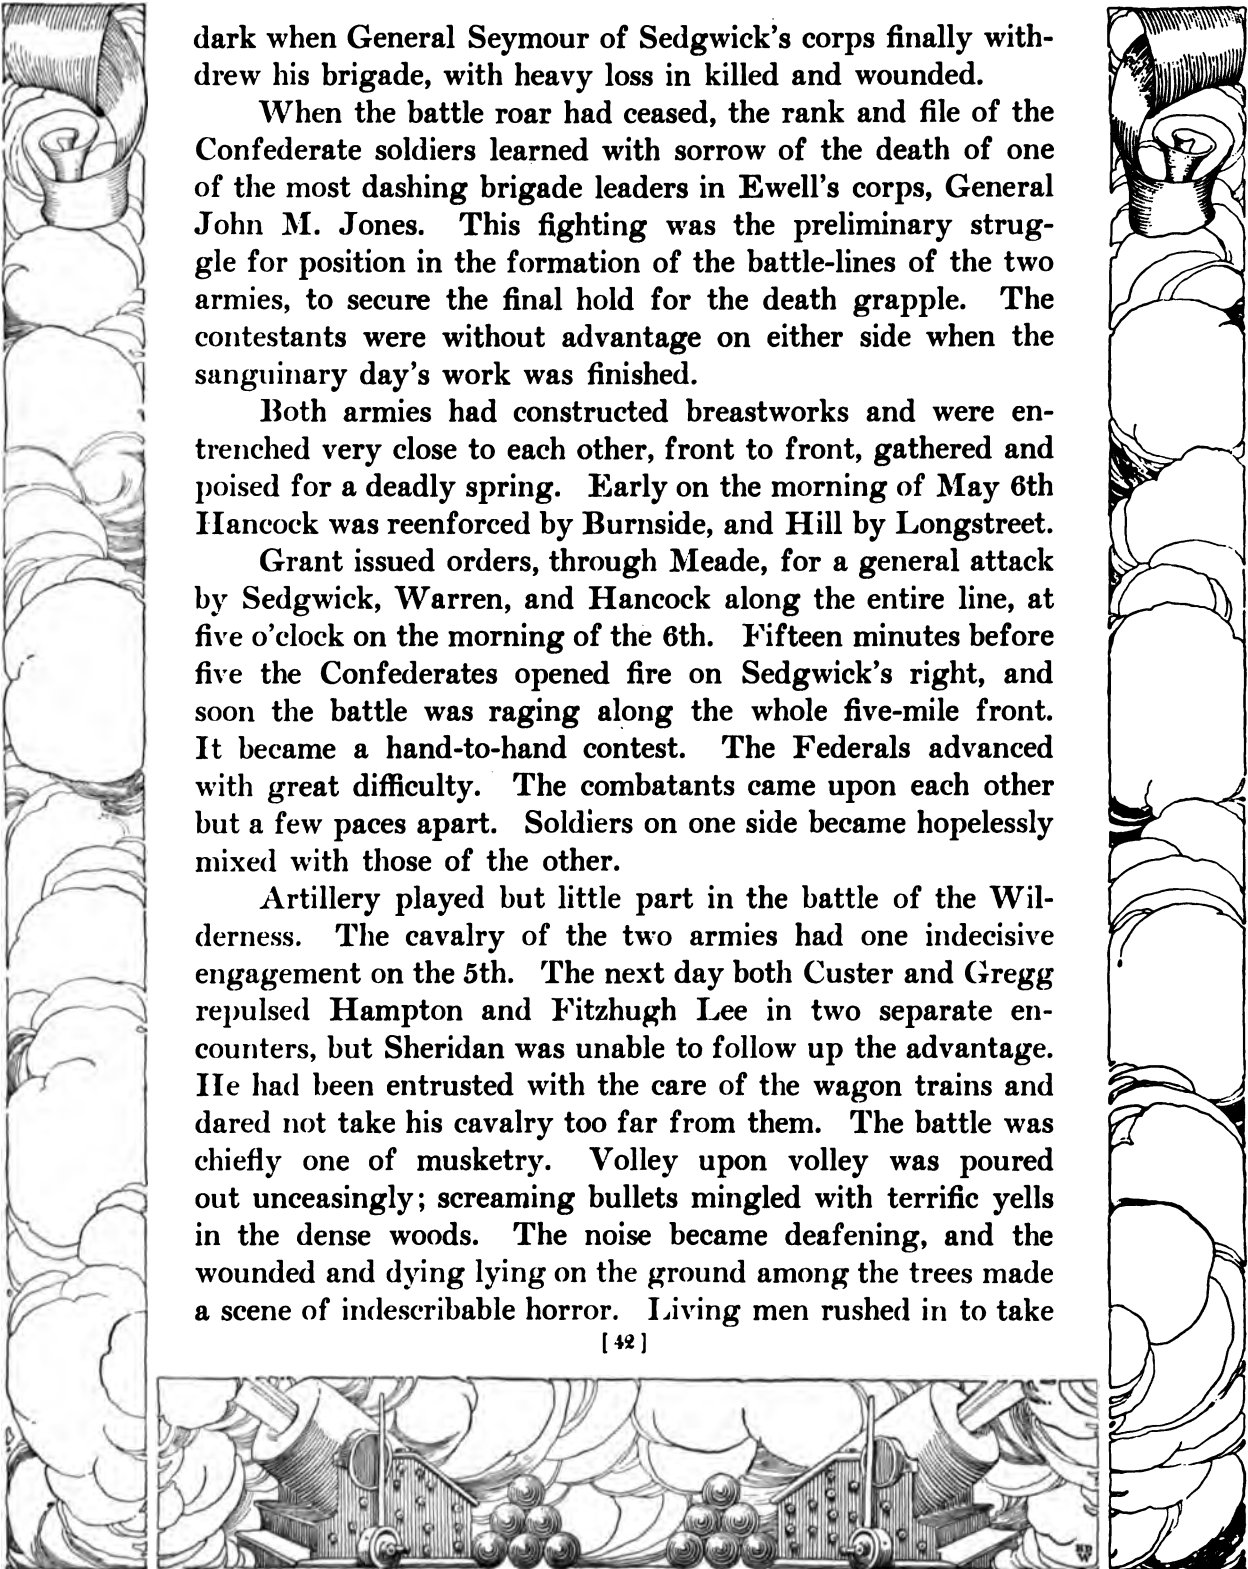 dark when General Seymour of Sedgwick's corps finally with-
drew his brigade, with heavy loss in killed and wounded.
When the battle roar had ceased, the rank and file of the
Confederate soldiers learned with sorrow of the death of one
of the most dashing brigade leaders in Ewell's corps, General
John M. Jones. This fighting was the preliminary strug-
gle for position in the formation of the battle-lines of the two
armies, to secure the final hold for the death grapple. The
contestants were without advantage on either side when the
sanguinary day's work was finished.
Both armies had constructed breastworks and were en-
trenched very close to each other, front to front, gathered and
poised for a deadly spring. Early on the morning of May 6th
Hancock was reenforced by Burnside, and Hill by Longstreet.
Grant issued orders, through Meade, for a general attack
by Sedgwick, Warren, and Hancock along the entire line, at
five o'clock on the morning of the 6th. Fifteen minutes before
five the Confederates opened fire on Sedgwick's right, and
soon the battle was raging along the whole five-mile front.
It became a hand-to-hand contest. The Federals advanced
with great difficulty. The combatants came upon each other
but a few paces apart. Soldiers on one side became hopelessly
mixed with those of the other.
Artillery played but little part in the battle of the Wil-
derness. The cavalry of the two armies had one indecisive
engagement on the 5th. The next day both Custer and Gregg
repulsed Hampton and Fitzhugh Lee in two separate en-
counters, but Sheridan was unable to follow up the advantage.
He had been entrusted with the care of the wagon trains and
dared not take his cavalry too far from them. The battle was
chiefly one of musketry. Volley upon volley was poured
out unceasingly; screaming bullets mingled with terrific yells
in the dense woods. The noise became deafening, and the
wounded and dying lying on the ground among the trees made
a scene of indescribable horror. Living men rushed in to take
[42]